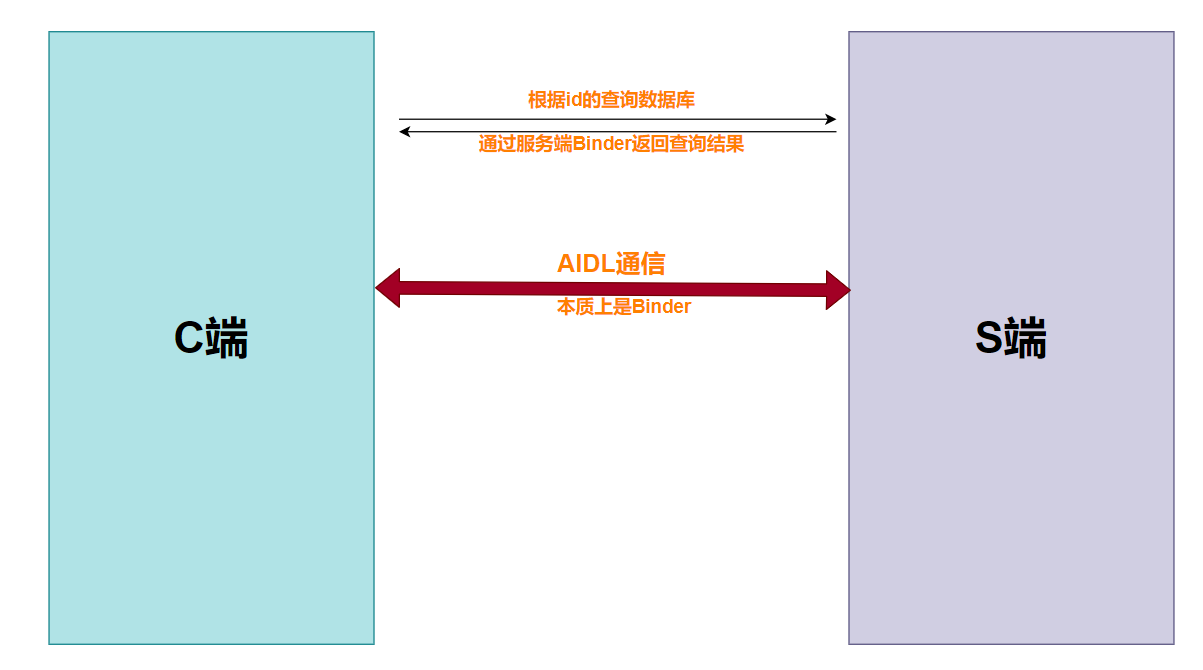 根据id的查询数据库
通过服务端Binder返回查询结果
AIDL通信
本质上是Binder
C端
S端